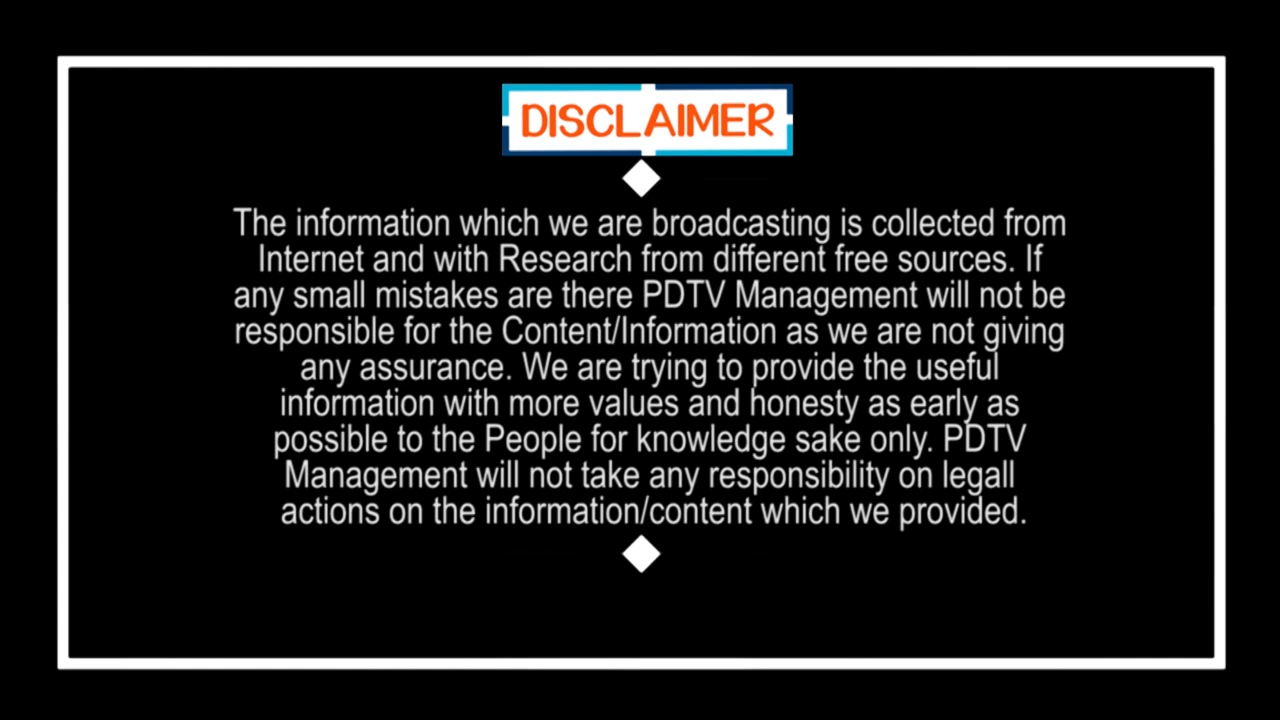 DISCLAIMER
The information which we are broadcasting is collected from
Internet and with Research from different free sources. If
any small mistakes are there PDTV Management will not be
responsible for the Content/Information as we are not giving
any assurance. We are trying to provide the useful
information with more values and honesty as early as
possible to the People for knowledge sake only. PDTV
Management will not take any responsibility on legall
actions on the information/content which we provided.